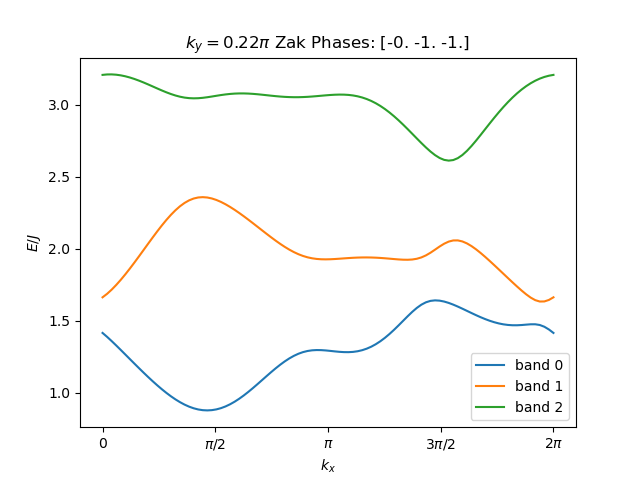 $k_y = 0.22\pi$ Zak Phases: [-0. -1. -1.]
E/J
3.0
2.5
2.0
1.5
1.0
0
π/2
π
3π/2
2π
$k_x$
band 0
band 1
band 2